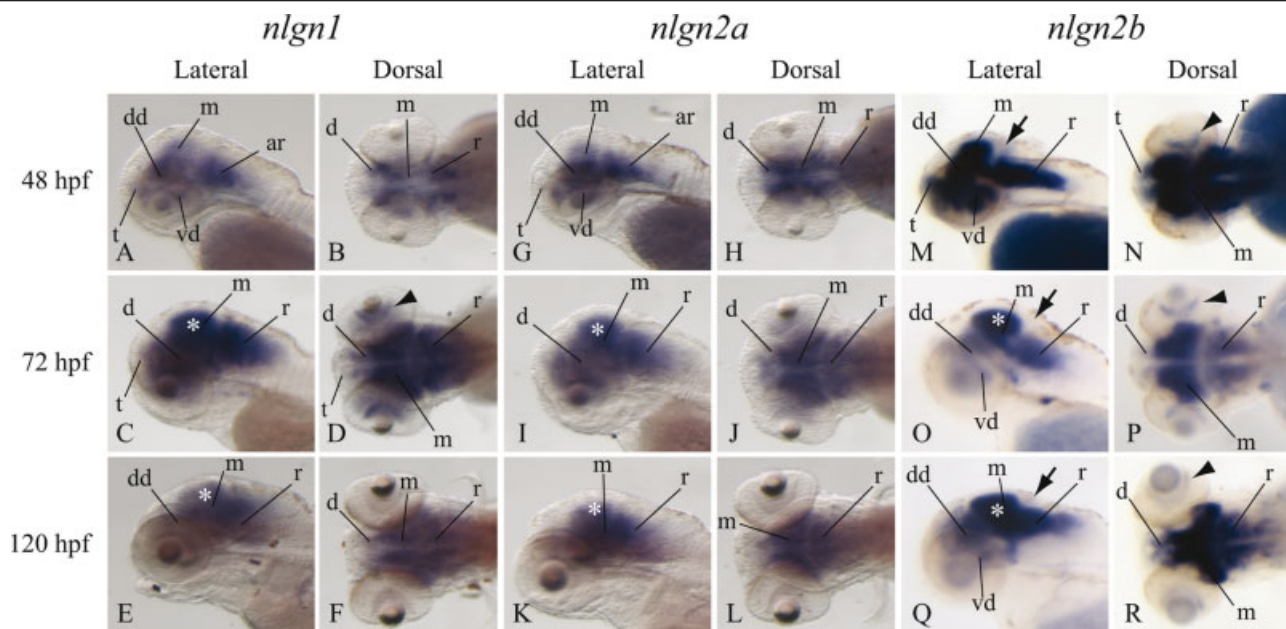 nlgn1 nlgn2a nlgn2b
Lateral Dorsal Lateral Dorsal Lateral Dorsal
48 hpf
dd m ar t vd A
d m r B
dd m ar t vd G
d m r H
dd m r t vd M
t r m N
72 hpf
d m r t * C
d r t m D
d m r * I
d m r J
dd m r * vd O
d r m P
120 hpf
dd m r * E
d m r F
m r * K
m r L
dd m r * vd Q
d r m R